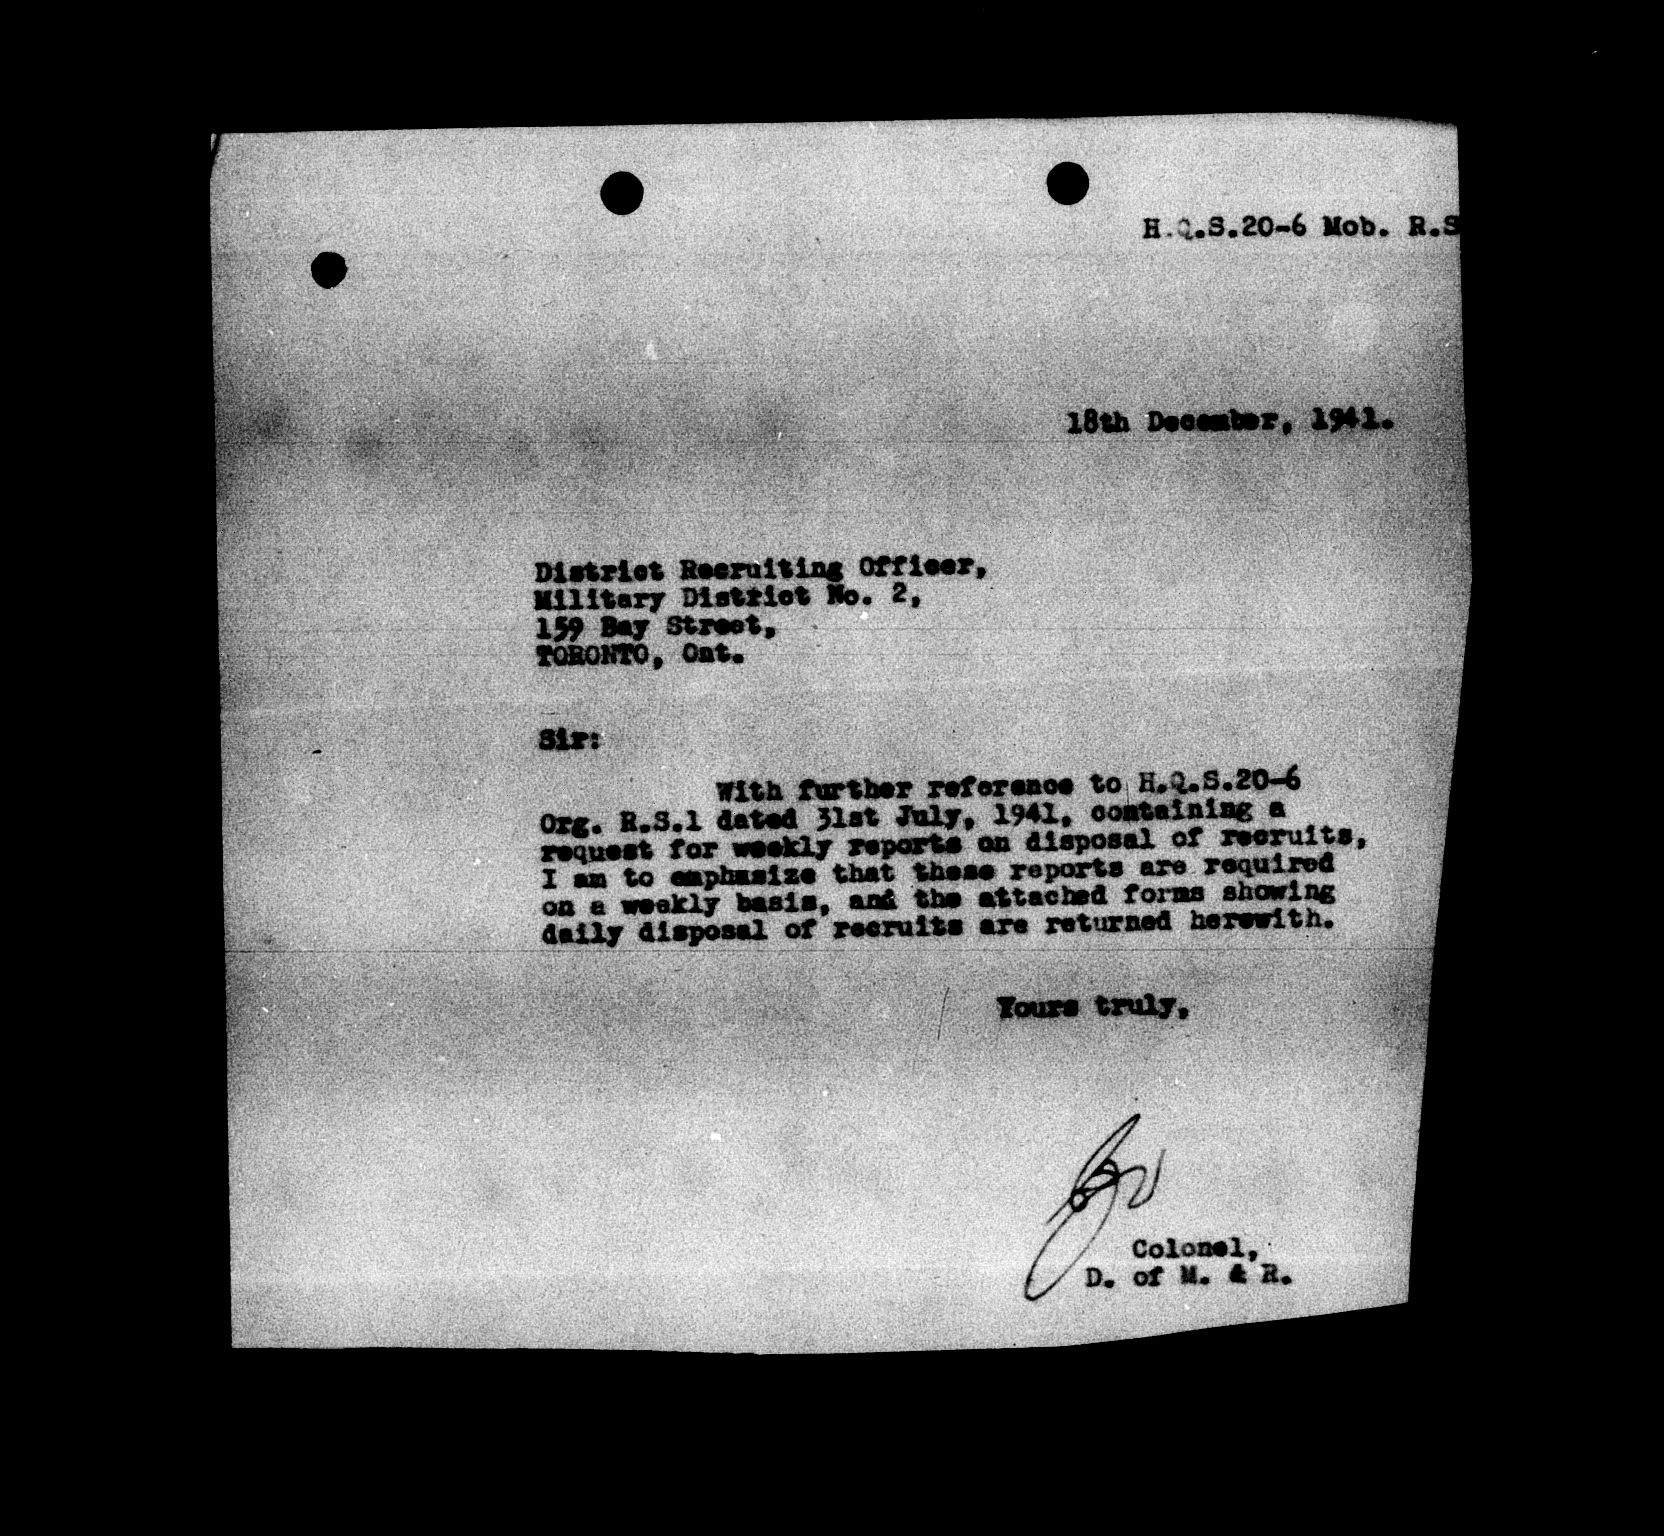 H.Q.S.20-6 Mob. R.S
18th December, 1941.
District Recruiting Officer,
Military District No. 2,
159 Bay Street,
TORONTO, Ont.
Sir:
With further reference to H.Q.S.20-6
Org. R.S.1 dated 31st July, 1941, containing a
request for weekly reports on disposal of recruits,
I am to emphasize that these reports are required
on a weekly basis, and the attached forms showing
daily disposal of recruits are returned herewith.
Yours truly,
Colonel,
D. of M. & R.